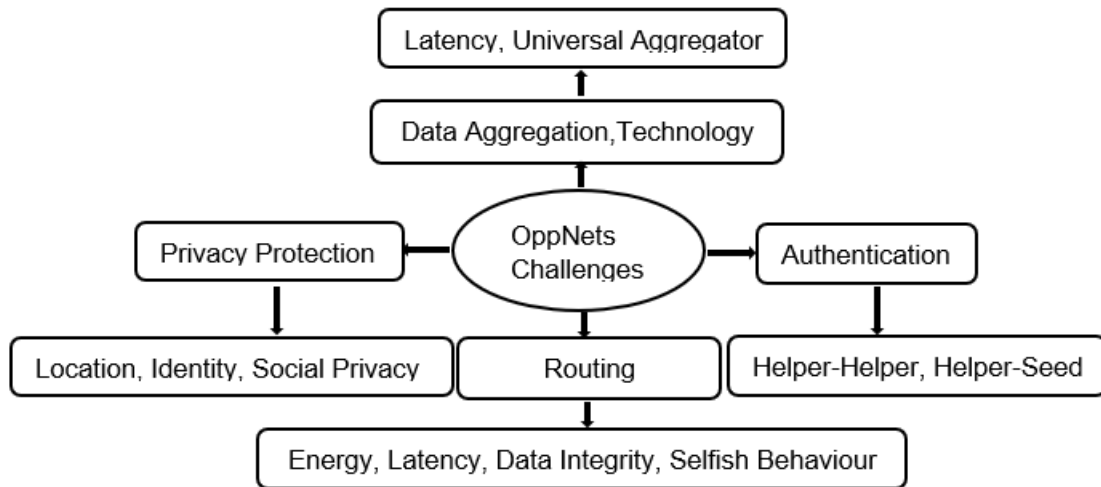 Latency, Universal Aggregator
Data Aggregation,Technology
OppNets
Challenges
Privacy Protection
Authentication
Location, Identity, Social Privacy
Routing
Helper-Helper, Helper-Seed
Energy, Latency, Data Integrity, Selfish Behaviour